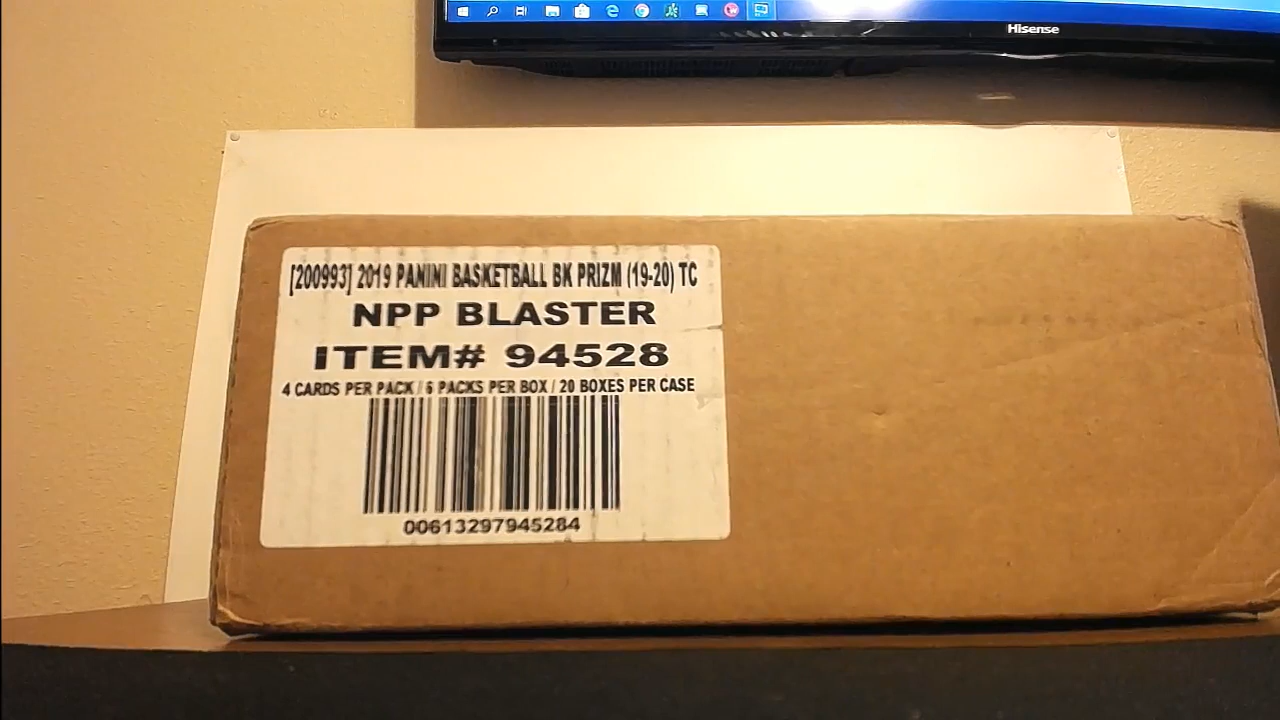 Hisense
[200993] 2019 PANINI BASKETBALL BK PRIZM (19-20) TC
NPP BLASTER
ITEM# 94528
4 CARDS PER PACK / 6 PACKS PER BOX / 20 BOXES PER CASE
00613297945284